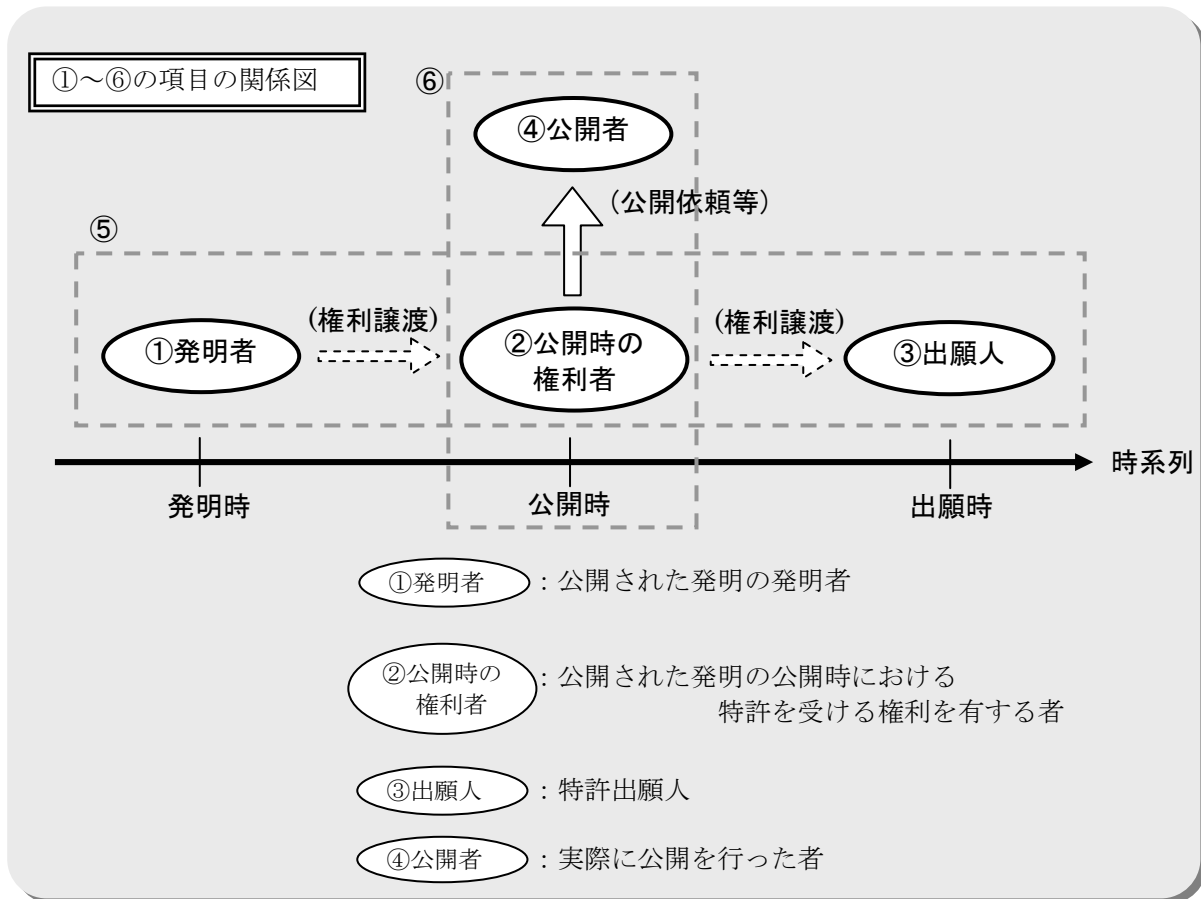 ①~⑥の項目の関係図
⑥
④公開者
(公開依頼等)
⑤
(権利譲渡)
(権利譲渡)
①発明者
②公開時の
権利者
③出願人
時系列
発明時
公開時
出願時
①発明者:公開された発明の発明者
②公開時の
権利者
:公開された発明の公開時における
特許を受ける権利を有する者
③出願人:特許出願人
④公開者:実際に公開を行った者